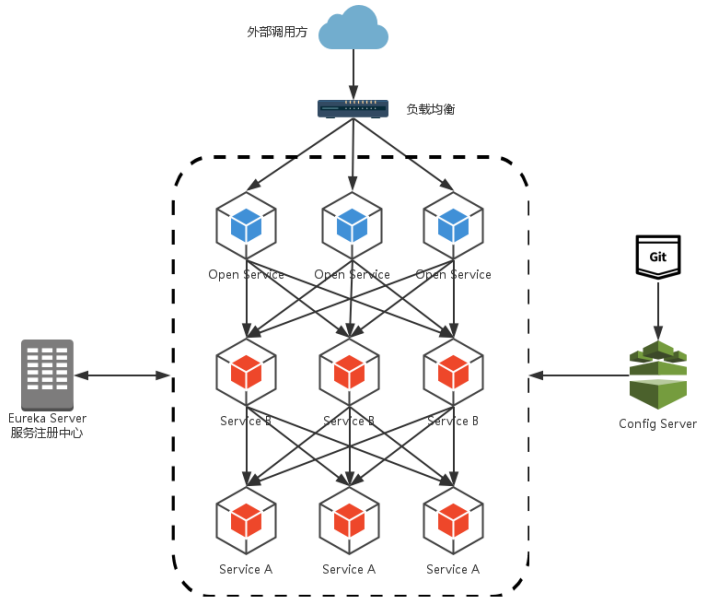 外部调用方
负载均衡
Open Service
Open Service
Open Service
Git
Eureka Server
服务注册中心
Service B
Service B
Service B
Config Server
Service A
Service A
Service A